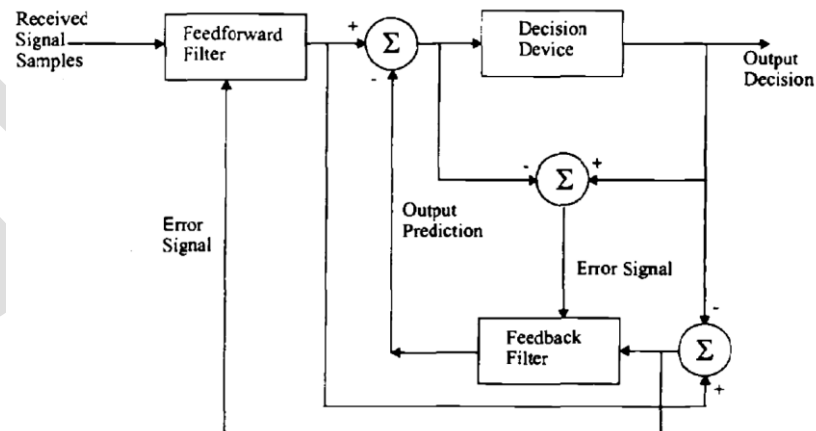 Received
Signal
Samples
Feedforward
Filter
+
Σ
-
Decision
Device
Output
Decision
-
Σ
+
Output
Prediction
Error
Signal
Error Signal
-
Feedback
Filter
Σ
+